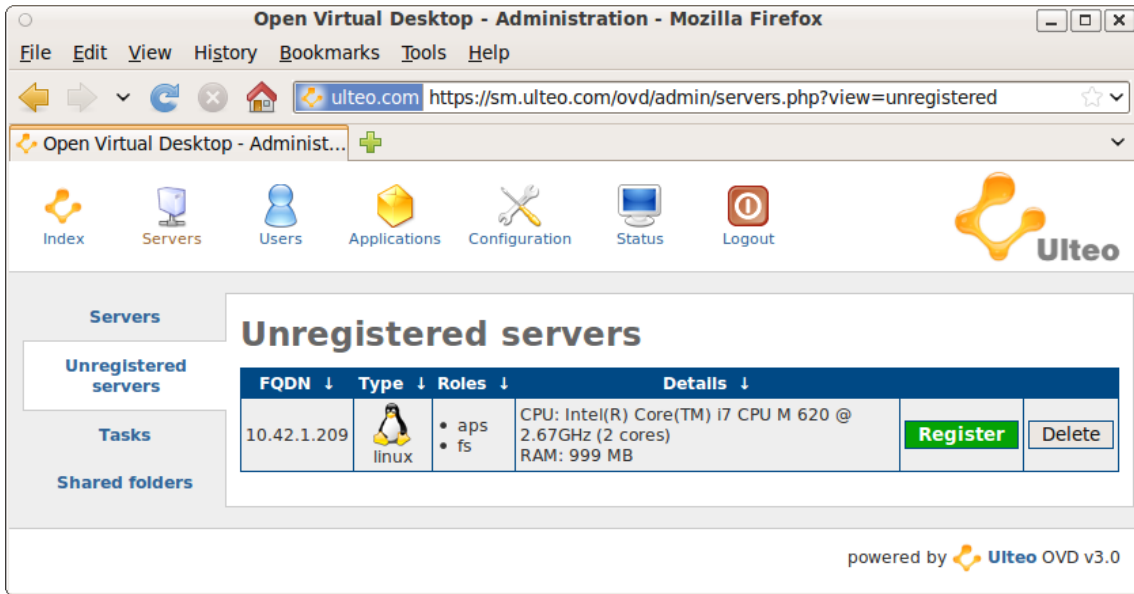 Open Virtual Desktop - Administration - Mozilla Firefox
File Edit View History Bookmarks Tools Help
ulteo.com https://sm.ulteo.com/ovd/admin/servers.php?view=unregistered
Open Virtual Desktop - Administ...
Index Servers Users Applications Configuration Status Logout
Ulteo
Servers
Unregistered
servers
Tasks
Shared folders
Unregistered servers
FQDN ↓ Type ↓ Roles ↓ Details ↓
10.42.1.209
linux
• aps
• fs
CPU: Intel(R) Core(TM) i7 CPU M 620 @
2.67GHz (2 cores)
RAM: 999 MB
Register Delete
powered by Ulteo OVD v3.0